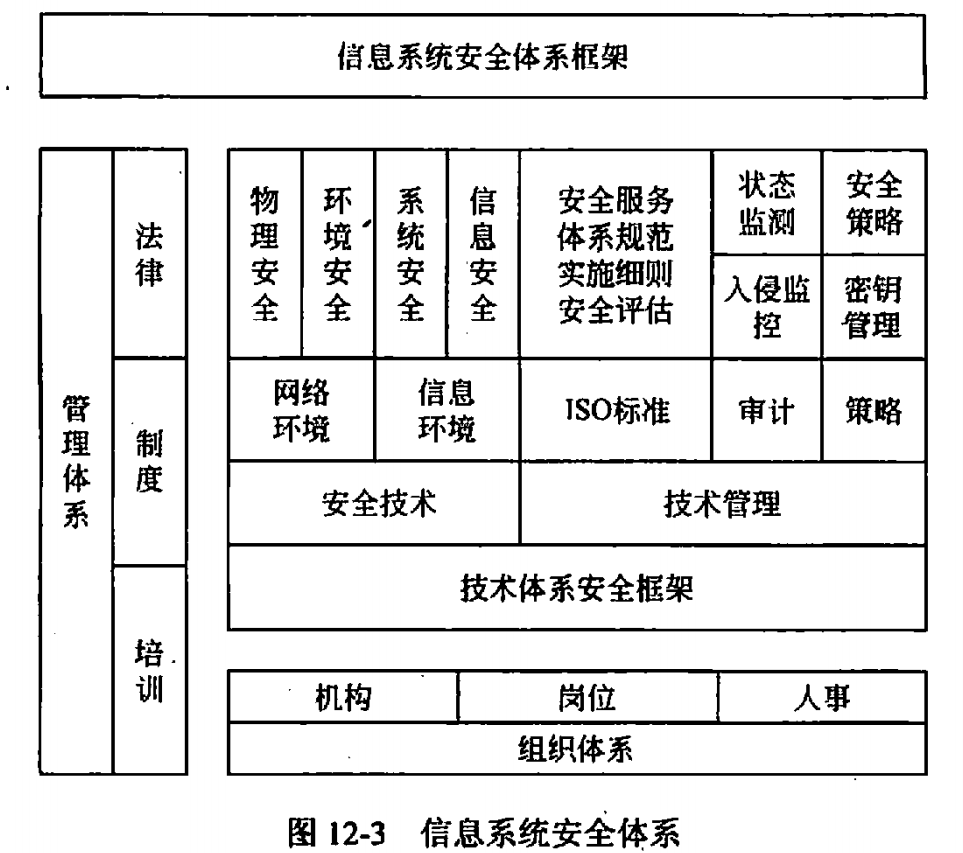 信息系统安全体系框架
管理体系
法律
制度
培训
物理安全
环境安全
系统安全
信息安全
安全服务
体系规范
实施细则
安全评估
状态
监测
安全
策略
入侵监
控
密钥
管理
网络
环境
信息
环境
ISO标准
审计
策略
安全技术
技术管理
技术体系安全框架
机构
岗位
人事
组织体系
图 12-3 信息系统安全体系